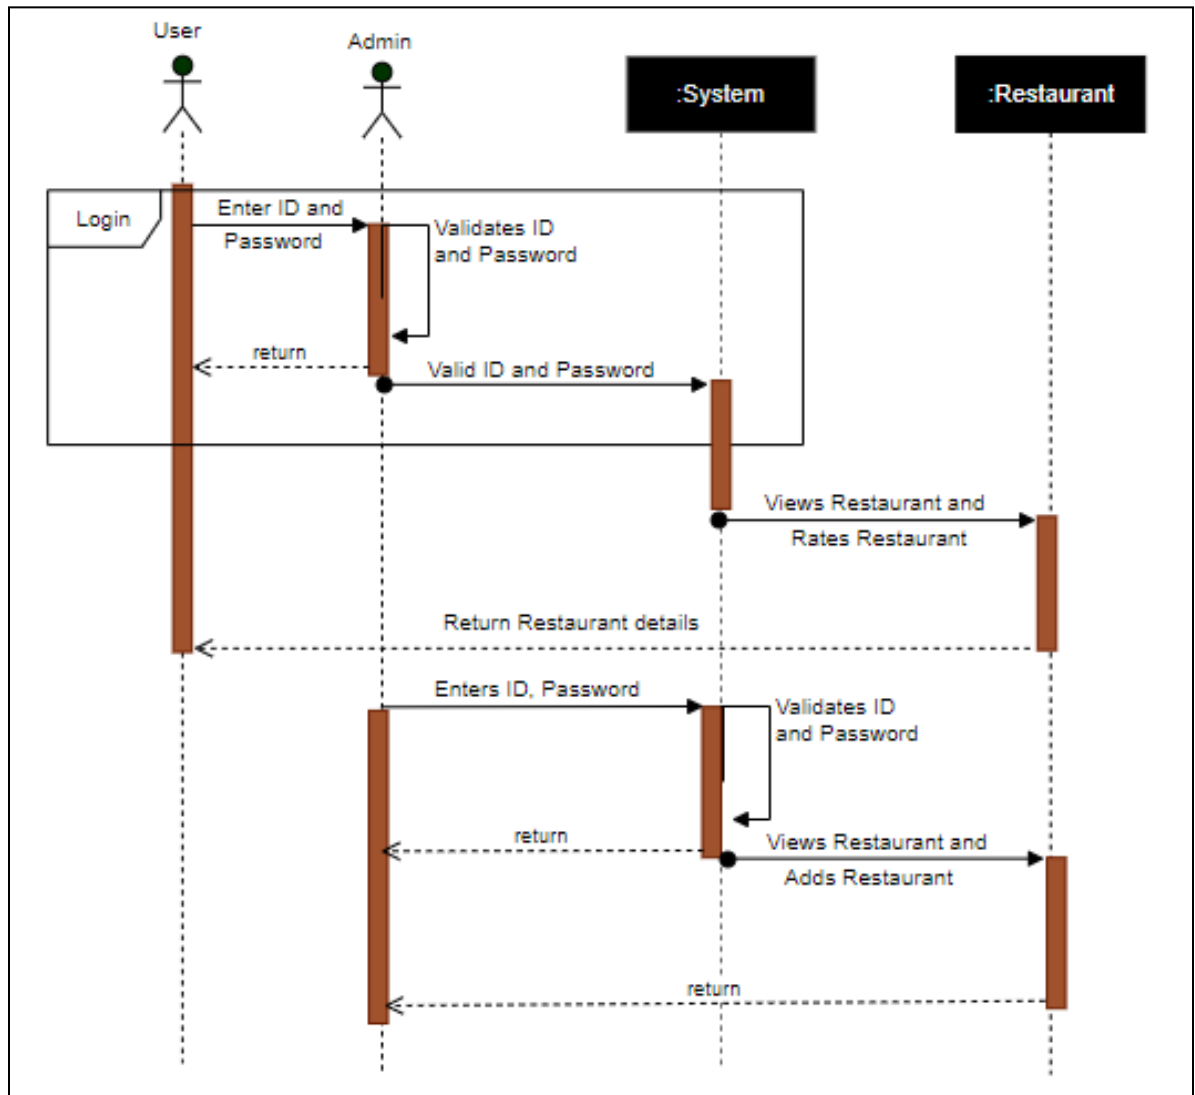 User
Admin
:System
:Restaurant
Login
Enter ID and
Password
Validates ID
and Password
return
Valid ID and Password
Views Restaurant and
Rates Restaurant
Return Restaurant details
Enters ID, Password
Validates ID
and Password
return
Views Restaurant and
Adds Restaurant
return